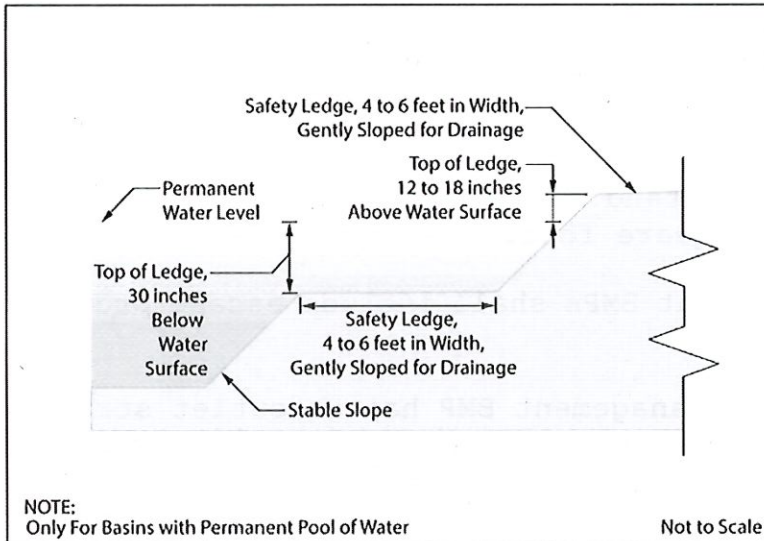 Safety Ledge, 4 to 6 feet in Width,
Gently Sloped for Drainage
Top of Ledge,
12 to 18 inches
Above Water Surface
Permanent
Water Level
Top of Ledge,
30 inches
Below
Water
Surface
Safety Ledge,
4 to 6 feet in Width,
Gently Sloped for Drainage
Stable Slope
NOTE:
Only For Basins with Permanent Pool of Water
Not to Scale